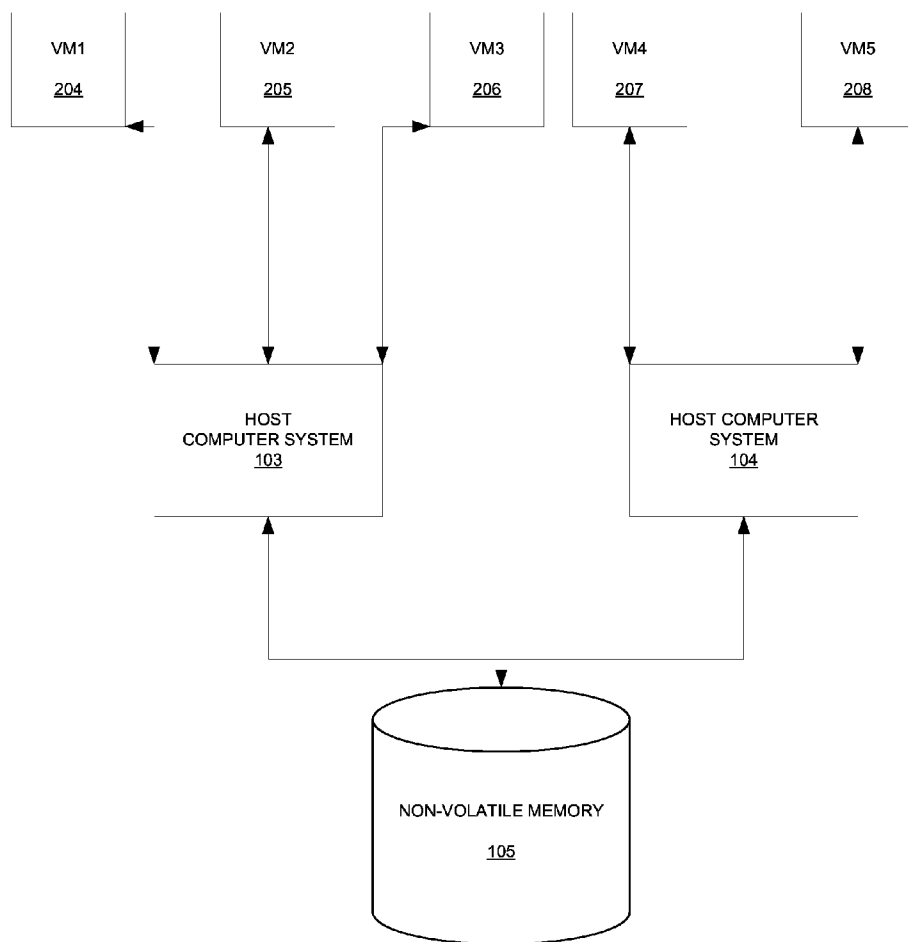 VM1
204
VM2
205
VM3
206
VM4
207
VM5
208
HOST
COMPUTER SYSTEM
103
HOST COMPUTER
SYSTEM
104
NON-VOLATILE MEMORY
105